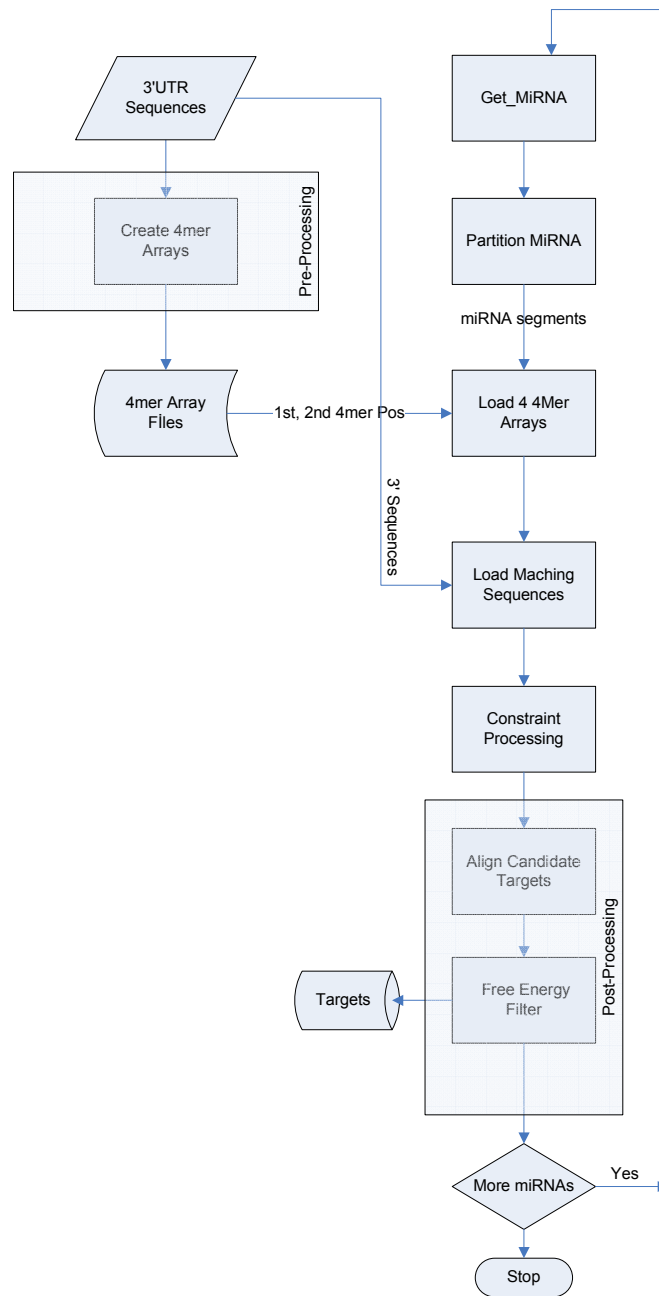 3'UTR
Sequences
Create 4mer
Arrays
Pre-Processing
4mer Array
Fİles
1st, 2nd 4mer Pos
3' Sequences
Get_MiRNA
Partition MiRNA
miRNA segments
Load 4 4Mer
Arrays
Load Maching
Sequences
Constraint
Processing
Align Candidate
Targets
Free Energy
Filter
Post-Processing
Targets
More miRNAs
Yes
Stop